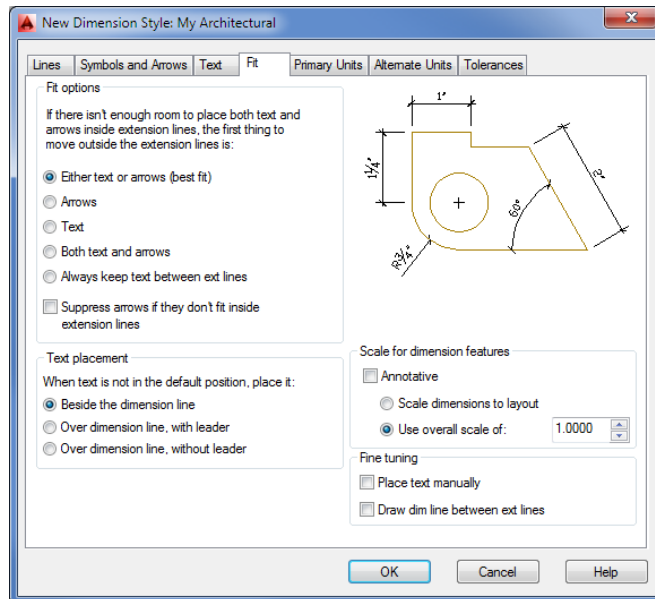 New Dimension Style: My Architectural
Lines Symbols and Arrows Text Fit Primary Units Alternate Units Tolerances
Fit options
If there isn't enough room to place both text and
arrows inside extension lines, the first thing to
move outside the extension lines is:
Either text or arrows (best fit)
Arrows
Text
Both text and arrows
Always keep text between ext lines
Suppress arrows if they don't fit inside
extension lines
1"
1¼"
2"
60°
R¾"
Text placement
When text is not in the default position, place it:
Beside the dimension line
Over dimension line, with leader
Over dimension line, without leader
Scale for dimension features
Annotative
Scale dimensions to layout
Use overall scale of: 1.0000
Fine tuning
Place text manually
Draw dim line between ext lines
OK Cancel Help